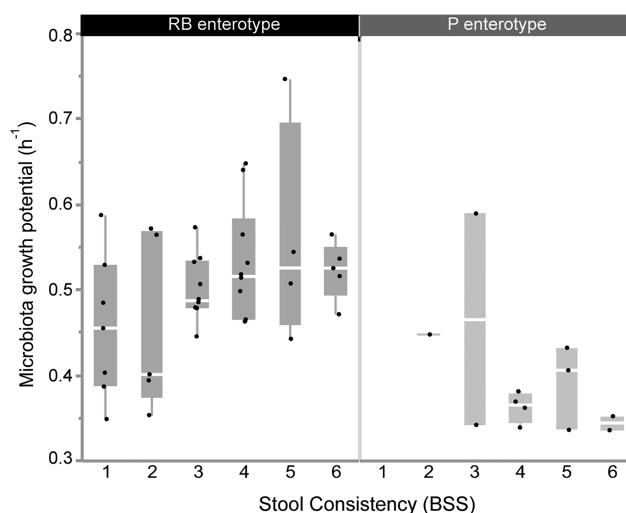 RB enterotype P enterotype
0.8
0.7
0.6
0.5
0.4
0.3
Microbiota growth potential (h⁻¹)
1 2 3 4 5 6 1 2 3 4 5 6
Stool Consistency (BSS)